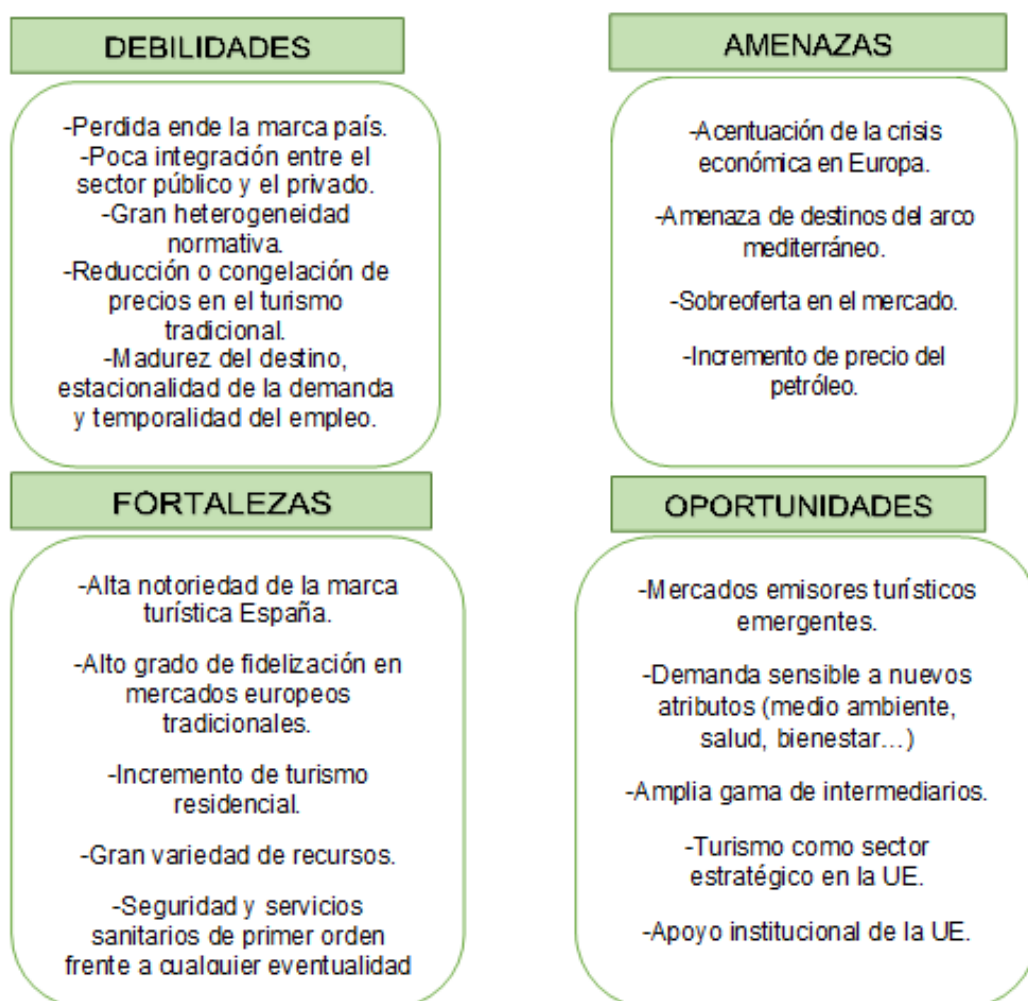 DEBILIDADES
-Perdida ende la marca país.
-Poca integración entre el
sector público y el privado.
-Gran heterogeneidad
normativa.
-Reducción o congelación de
precios en el turismo
tradicional.
-Madurez del destino,
estacionalidad de la demanda
y temporalidad del empleo.
AMENAZAS
-Acentuación de la crisis
económica en Europa.
-Amenaza de destinos del arco
mediterráneo.
-Sobreoferta en el mercado.
-Incremento de precio del
petróleo.
FORTALEZAS
-Alta notoriedad de la marca
turística España.
-Alto grado de fidelización en
mercados europeos
tradicionales.
-Incremento de turismo
residencial.
-Gran variedad de recursos.
-Seguridad y servicios
sanitarios de primer orden
frente a cualquier eventualidad
OPORTUNIDADES
-Mercados emisores turísticos
emergentes.
-Demanda sensible a nuevos
atributos (medio ambiente,
salud, bienestar…)
-Amplia gama de intermediarios.
-Turismo como sector
estratégico en la UE.
-Apoyo institucional de la UE.